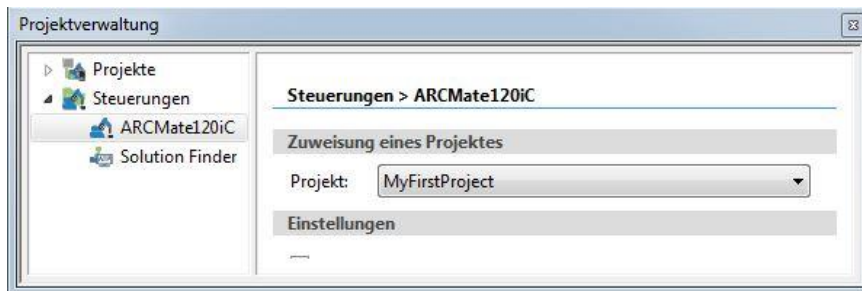 Projektverwaltung
Projekte
Steuerungen
ARCMate120iC
Solution Finder
Steuerungen > ARCMate120iC
Zuweisung eines Projektes
Projekt: MyFirstProject
Einstellungen